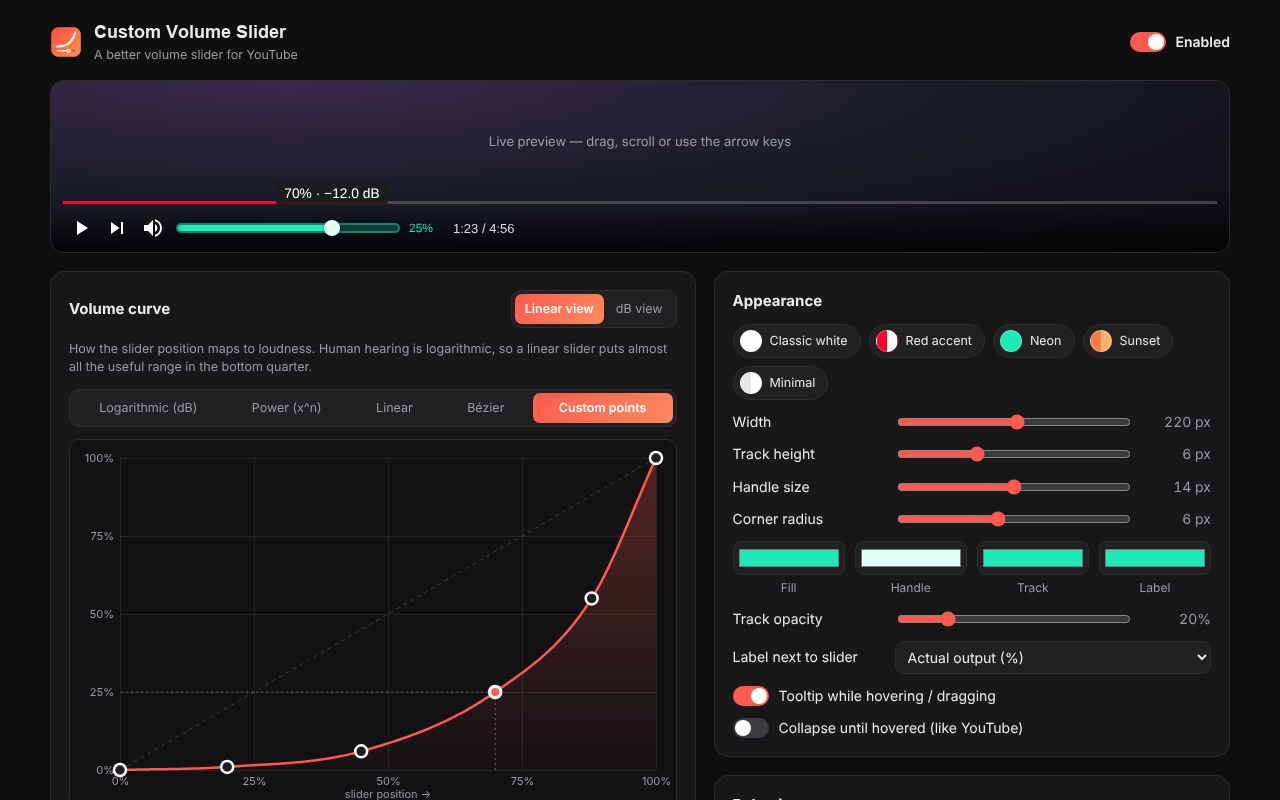 Custom Volume Slider
A better volume slider for YouTube
Enabled
Live preview — drag, scroll or use the arrow keys
70% · −12.0 dB
25%
1:23 / 4:56
Volume curve
Linear view
dB view
How the slider position maps to loudness. Human hearing is logarithmic, so a linear slider puts almost
all the useful range in the bottom quarter.
Logarithmic (dB)
Power (x^n)
Linear
Bézier
Custom points
100%
75%
50%
25%
0%
0%
25%
50%
75%
100%
slider position →
Appearance
Classic white
Red accent
Neon
Sunset
Minimal
Width
220 px
Track height
6 px
Handle size
14 px
Corner radius
6 px
Fill
Handle
Track
Label
Track opacity
20%
Label next to slider
Actual output (%)
Tooltip while hovering / dragging
Collapse until hovered (like YouTube)